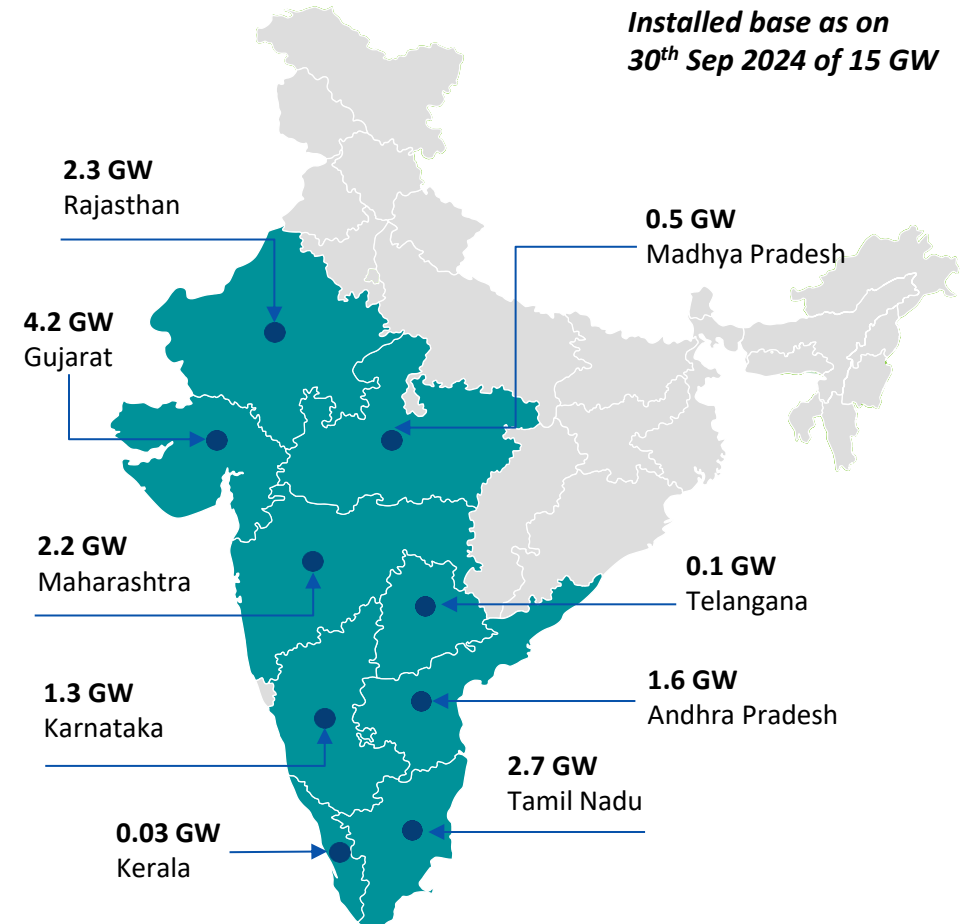 Installed base as on
30th Sep 2024 of 15 GW
2.3 GW
Rajasthan
0.5 GW
Madhya Pradesh
4.2 GW
Gujarat
2.2 GW
Maharashtra
0.1 GW
Telangana
1.3 GW
Karnataka
1.6 GW
Andhra Pradesh
2.7 GW
Tamil Nadu
0.03 GW
Kerala